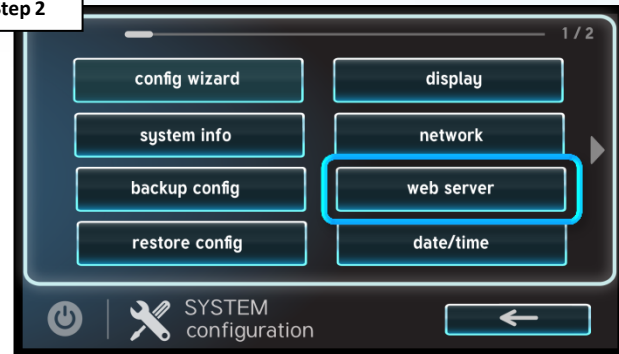 tep 2
1/2
config wizard
display
system info
network
backup config
web server
restore config
date/time
SYSTEM
configuration